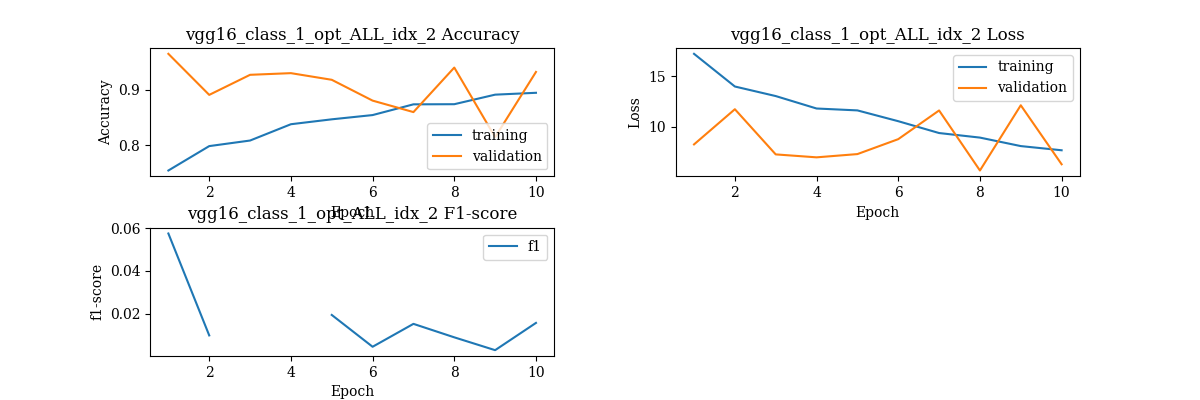 vgg16_class_1_opt_ALL_idx_2 Accuracy
Accuracy
0.9
0.8
training
validation
2 4 6 8 10
Epoch
vgg16_class_1_opt_ALL_idx_2 Loss
Loss
15
10
training
validation
2 4 6 8 10
Epoch
vgg16_class_1_opt_ALL_idx_2 F1-score
f1-score
0.06
0.04
0.02
f1
2 4 6 8 10
Epoch